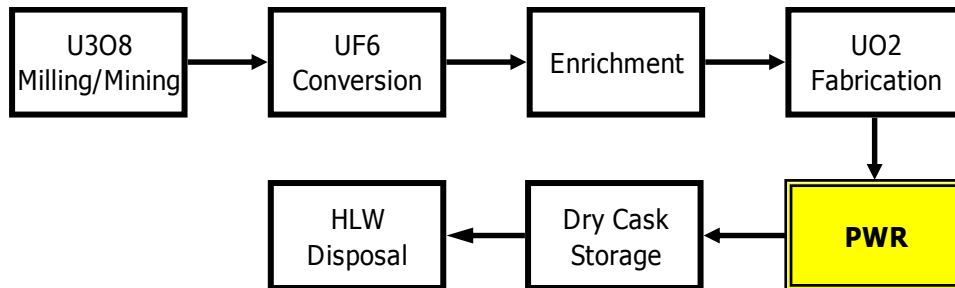 U3O8
Milling/Mining
UF6
Conversion
Enrichment
UO2
Fabrication
HLW
Disposal
Dry Cask
Storage
PWR